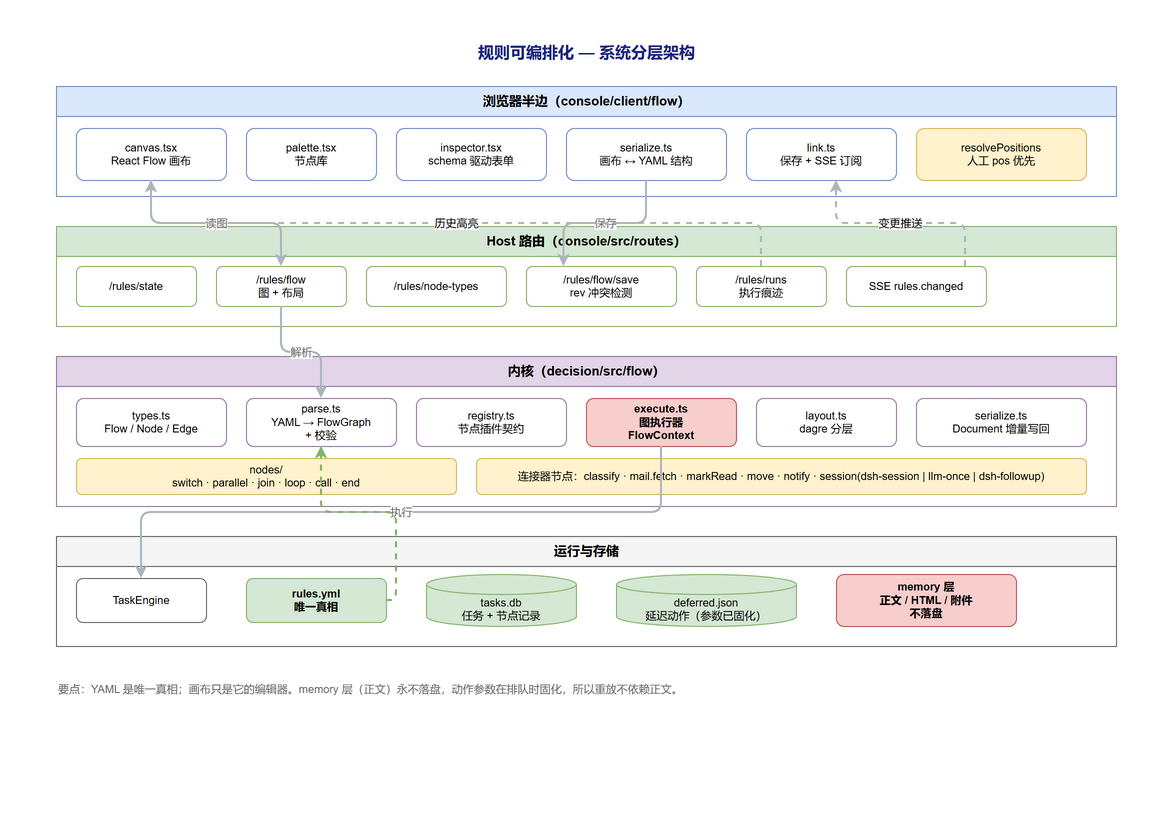 规则可编排化 — 系统分层架构
浏览器半边（console/client/flow）
canvas.tsx
React Flow 画布
palette.tsx
节点库
inspector.tsx
schema 驱动表单
serialize.ts
画布 ↔ YAML 结构
link.ts
保存 + SSE 订阅
resolvePositions
人工 pos 优先
读图
历史高亮
保存
变更推送
Host 路由（console/src/routes）
/rules/state
/rules/flow
图 + 布局
/rules/node-types
/rules/flow/save
rev 冲突检测
/rules/runs
执行痕迹
SSE rules.changed
解析
内核（decision/src/flow）
types.ts
Flow / Node / Edge
parse.ts
YAML → FlowGraph
+ 校验
registry.ts
节点插件契约
execute.ts
图执行器
FlowContext
layout.ts
dagre 分层
serialize.ts
Document 增量写回
nodes/
switch · parallel · join · loop · call · end
连接器节点：classify · mail.fetch · markRead · move · notify · session(dsh-session | llm-once | dsh-followup)
执行
运行与存储
TaskEngine
rules.yml
唯一真相
tasks.db
任务 + 节点记录
deferred.json
延迟动作（参数已固化）
memory 层
正文 / HTML / 附件
不落盘
要点：YAML 是唯一真相；画布只是它的编辑器。memory 层（正文）永不落盘，动作参数在排队时固化，所以重放不依赖正文。